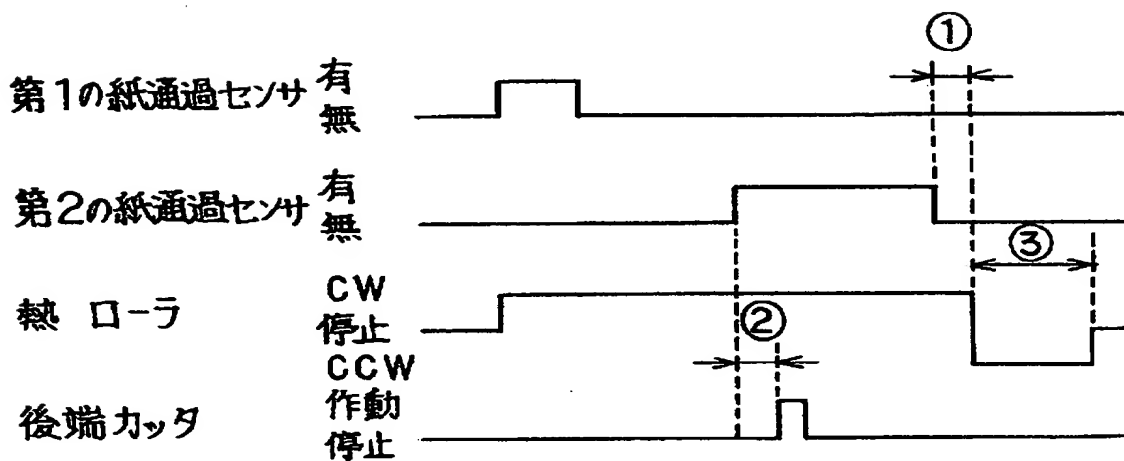 ①
第1の紙通過センサ 有
無
第2の紙通過センサ 有
無
③
熱 ローラ CW
停止
②
CCW
後端カッタ 作動
停止